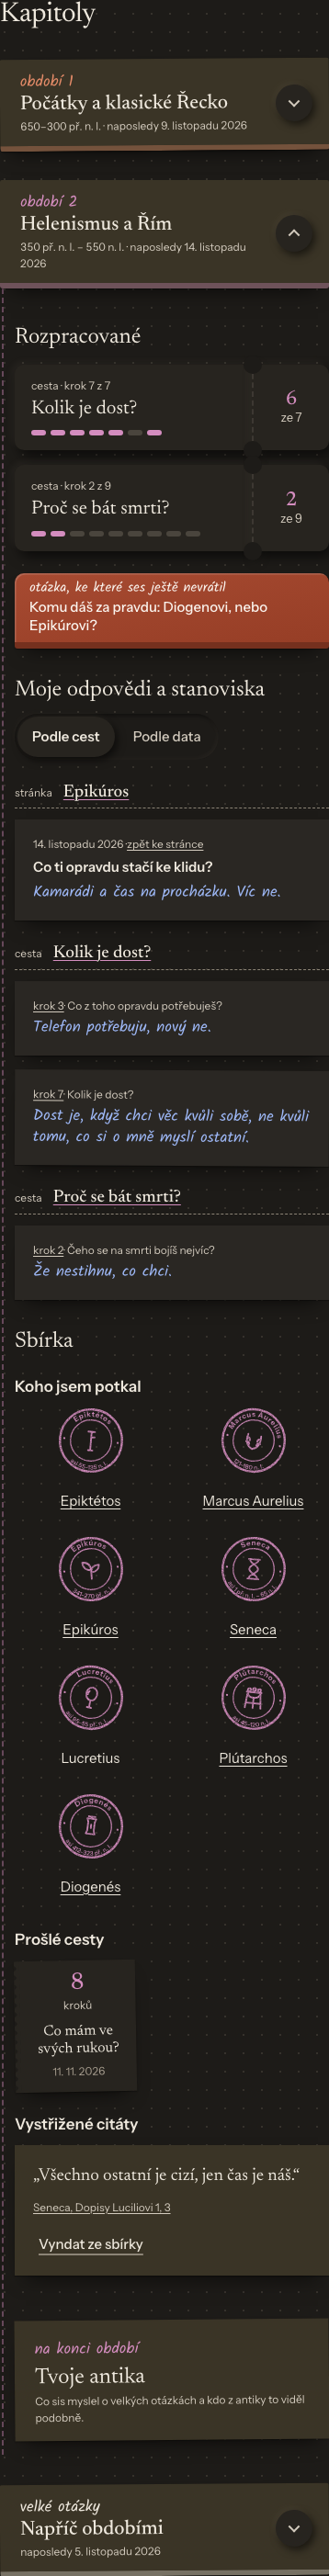 Kapitoly
období 1
Počátky a klasické Řecko
650–300 př. n. l. · naposledy 9. listopadu 2026
období 2
Helenismus a Řím
350 př. n. l. – 550 n. l. · naposledy 14. listopadu
2026
Rozpracované
cesta · krok 7 z 7
Kolik je dost?
6
ze 7
cesta · krok 2 z 9
Proč se bát smrti?
2
ze 9
otázka, ke které ses ještě nevrátil
Komu dáš za pravdu: Diogenovi, nebo
Epikúrovi?
Moje odpovědi a stanoviska
Podle cest
Podle data
stránka Epikúros
14. listopadu 2026 · zpět ke stránce
Co ti opravdu stačí ke klidu?
Kamarádi a čas na procházku. Víc ne.
cesta Kolik je dost?
krok 3 · Co z toho opravdu potřebuješ?
Telefon potřebuju, nový ne.
krok 7 · Kolik je dost?
Dost je, když chci věc kvůli sobě, ne kvůli
tomu, co si o mně myslí ostatní.
cesta Proč se bát smrti?
krok 2 · Čeho se na smrti bojíš nejvíc?
Že nestihnu, co chci.
Sbírka
Koho jsem potkal
Epiktétos
Epiktétos
Marcus Aurelius
121–180 n. l.
Marcus Aurelius
Epikúros
341–270 př. n. l.
Epikúros
Seneca
Seneca
Lucretius
Lucretius
Plútarchos
Plútarchos
Diogenés
Diogenés
Prošlé cesty
8
kroků
Co mám ve
svých rukou?
11. 11. 2026
Vystřižené citáty
„Všechno ostatní je cizí, jen čas je náš.“
Seneca, Dopisy Luciliovi 1, 3
Vyndat ze sbírky
na konci období
Tvoje antika
Co sis myslel o velkých otázkách a kdo z antiky to viděl
podobně.
velké otázky
Napříč obdobími
naposledy 15. listopadu 2026